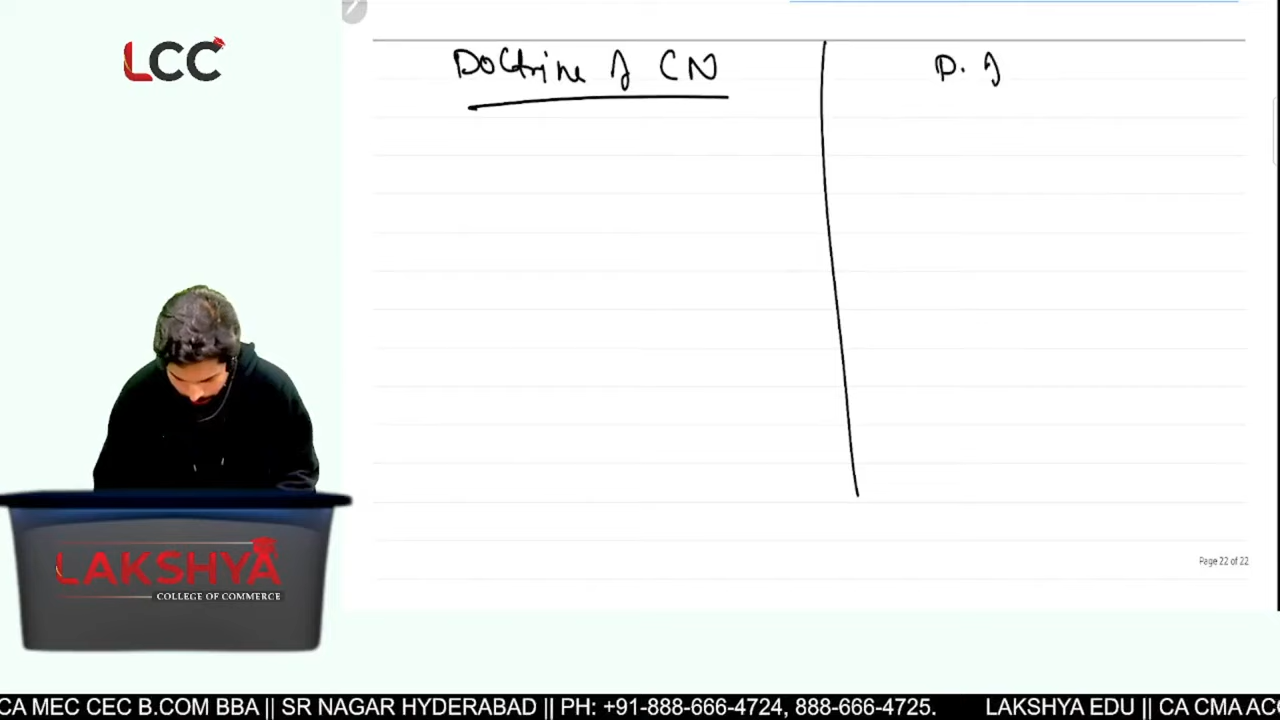 LCC
Doctrine of CN
D. of
Page 22 of 22
LAKSHYA
COLLEGE OF COMMERCE
CA MEC CEC B.COM BBA || SR NAGAR HYDERABAD || PH: +91-888-666-4724, 888-666-4725. LAKSHYA EDU || CA CMA AC